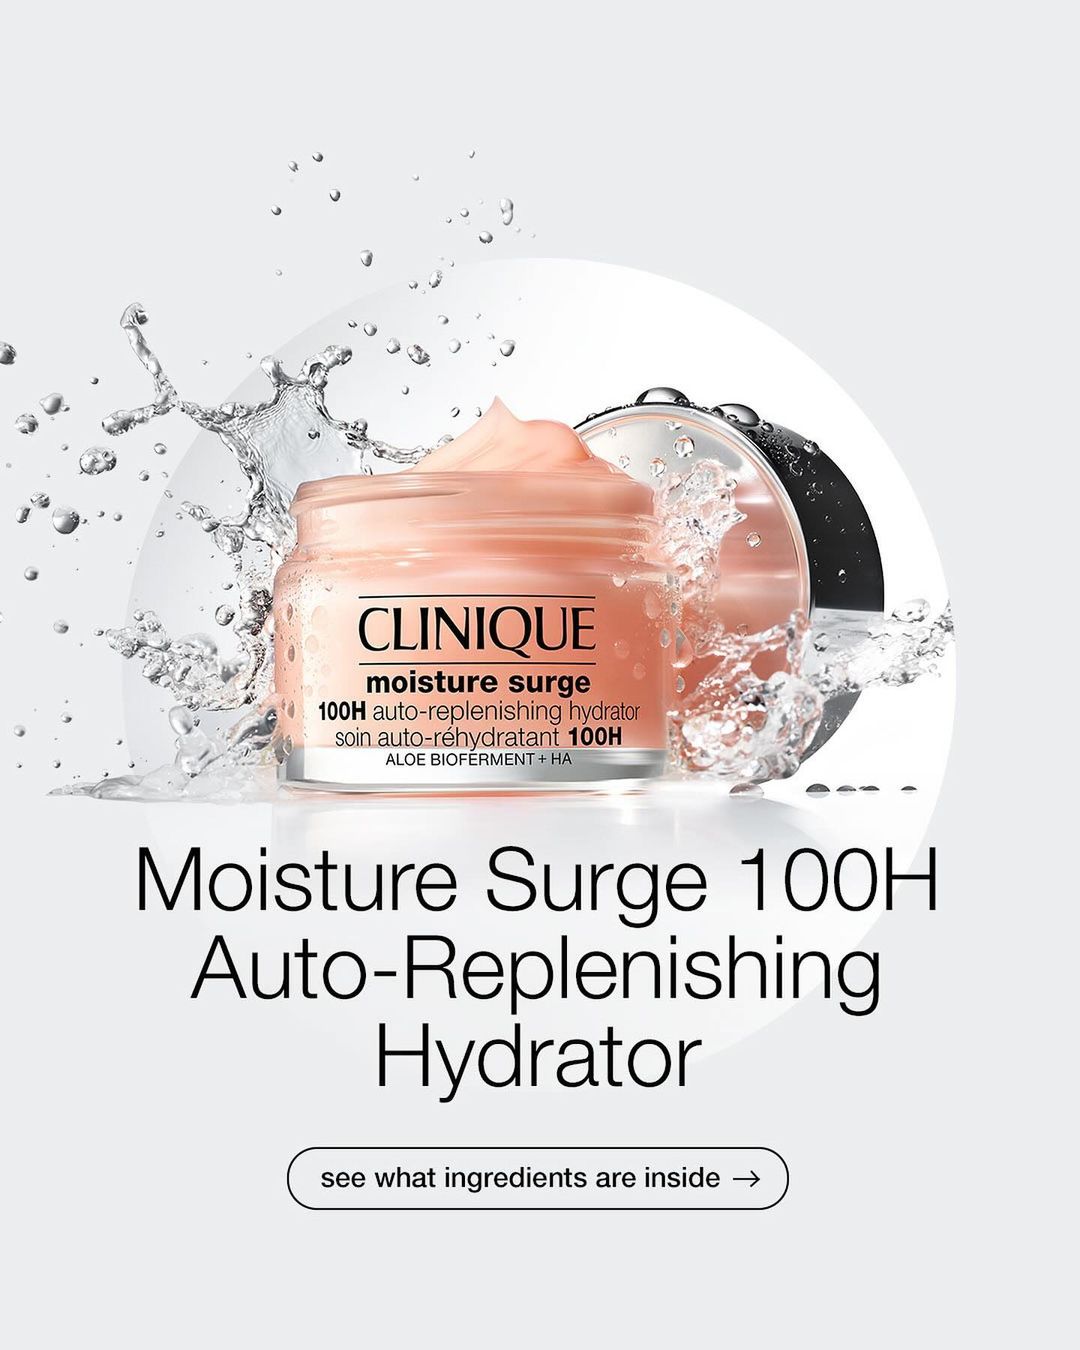 CLINIQUE
moisture surge
100H auto-replenishing hydrator
soin auto-réhydratant 100H
ALOE BIOFERMENT + HA
Moisture Surge 100H
Auto-Replenishing
Hydrator
see what ingredients are inside →